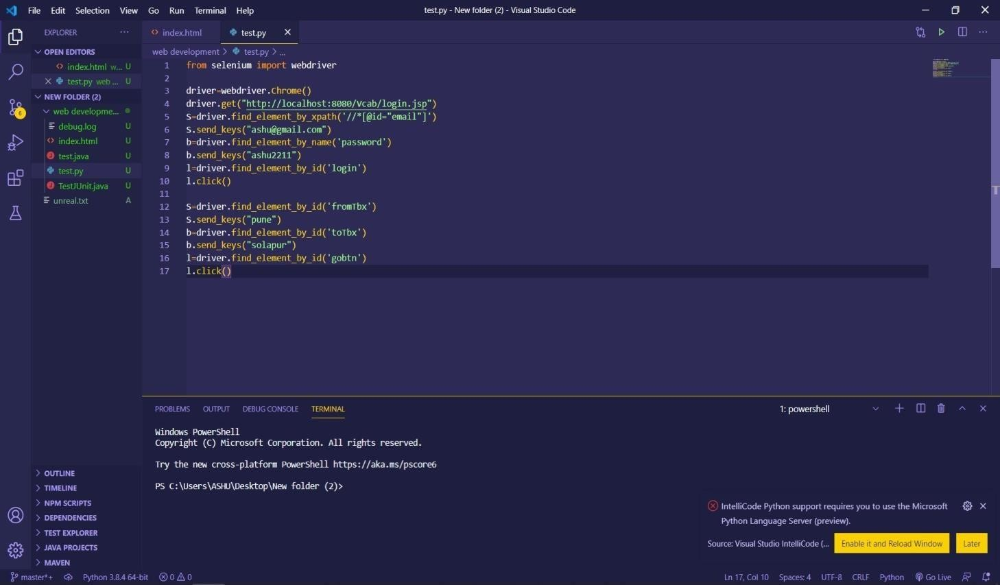 File Edit Selection View Go Run Terminal Help
test.py - New folder (2) - Visual Studio Code
EXPLORER
OPEN EDITORS
index.html w... U
test.py web ... U
NEW FOLDER (2)
web developme...
debug.log U
index.html U
test.java U
test.py U
TestJUnit.java U
unreal.txt A
OUTLINE
TIMELINE
NPM SCRIPTS
DEPENDENCIES
TEST EXPLORER
JAVA PROJECTS
MAVEN
6
index.html
test.py
web development > test.py > ...
1 from selenium import webdriver
2
3 driver=webdriver.Chrome()
4 driver.get("http://localhost:8080/Vcab/login.jsp")
5 S=driver.find_element_by_xpath('//*[@id="email"]')
6 S.send_keys("ashu@gmail.com")
7 b=driver.find_element_by_name('password')
8 b.send_keys("ashu2211")
9 l=driver.find_element_by_id('login')
10 l.click()
11
12 S=driver.find_element_by_id('fromTbx')
13 S.send_keys("pune")
14 b=driver.find_element_by_id('toTbx')
15 b.send_keys("solapur")
16 l=driver.find_element_by_id('gobtn')
17 l.click()
PROBLEMS OUTPUT DEBUG CONSOLE TERMINAL
1: powershell
Windows PowerShell
Copyright (C) Microsoft Corporation. All rights reserved.
Try the new cross-platform PowerShell https://aka.ms/pscore6
PS C:\Users\ASHU\Desktop\New folder (2)>
IntelliCode Python support requires you to use the Microsoft
Python Language Server (preview).
Source: Visual Studio IntelliCode (...
Enable it and Reload Window
Later
master*+ Python 3.8.4 64-bit 0 0
Ln 17, Col 10 Spaces: 4 UTF-8 CRLF Python Go Live